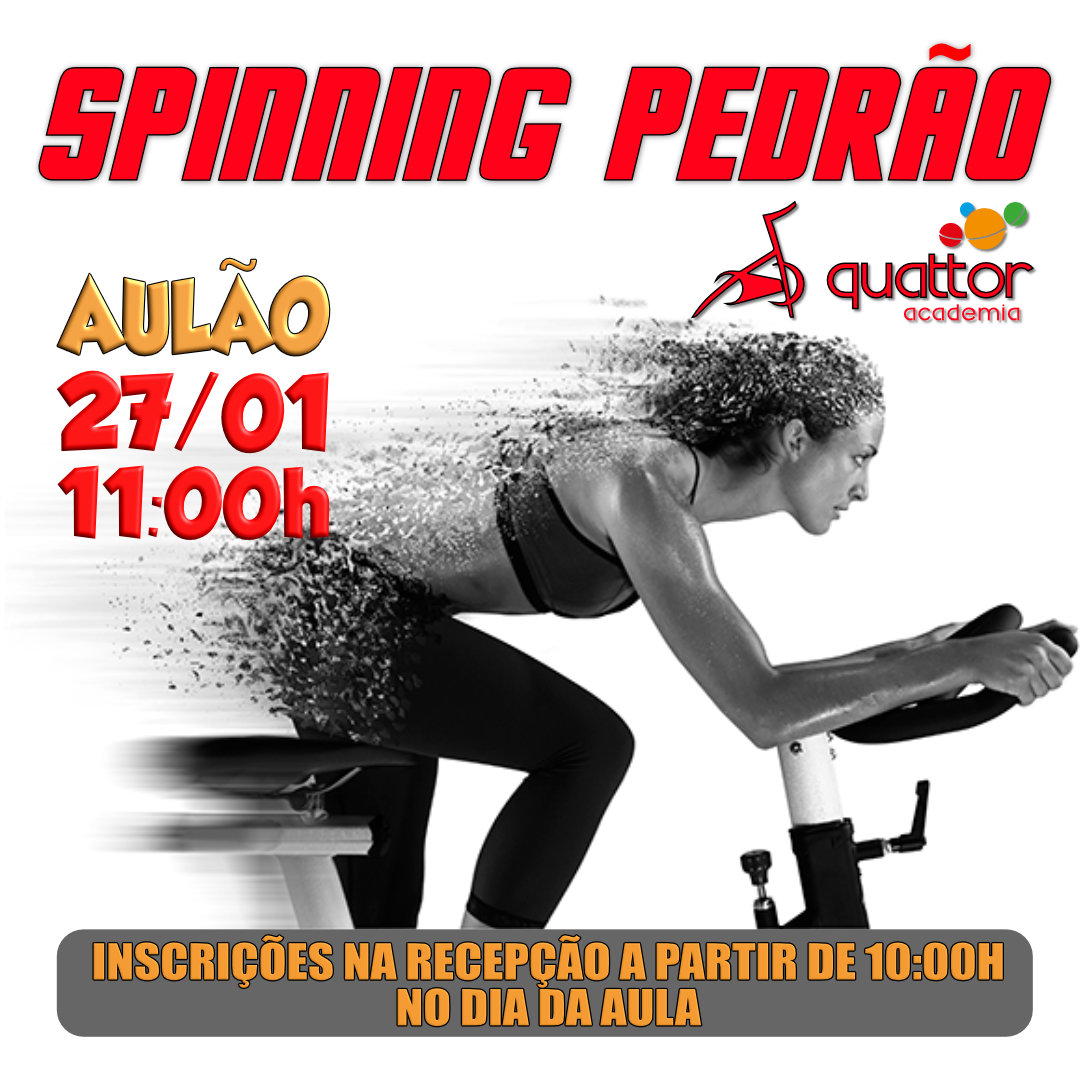 SPINNING PEDRÃO
quattor
academia
AULÃO
27/01
11:00h
INSCRIÇÕES NA RECEPÇÃO A PARTIR DE 10:00H
NO DIA DA AULA